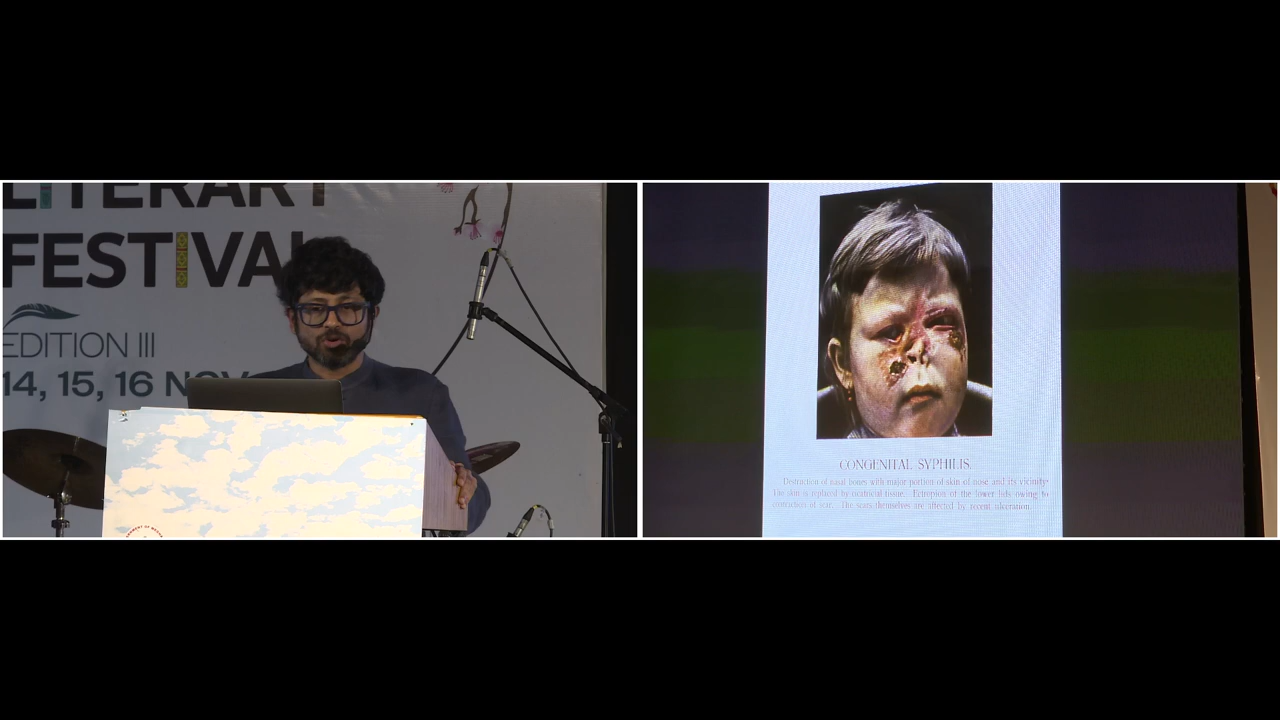 LITERARY
FESTIVAL
EDITION III
14, 15, 16 NOV
CONGENITAL SYPHILIS.
Destruction of nasal bones with major portion of skin of nose and its vicinity.
The skin is replaced by cicatricial tissue. Ectropion of the lower lids owing to
contraction of scar. The scars themselves are affected by recent ulceration.